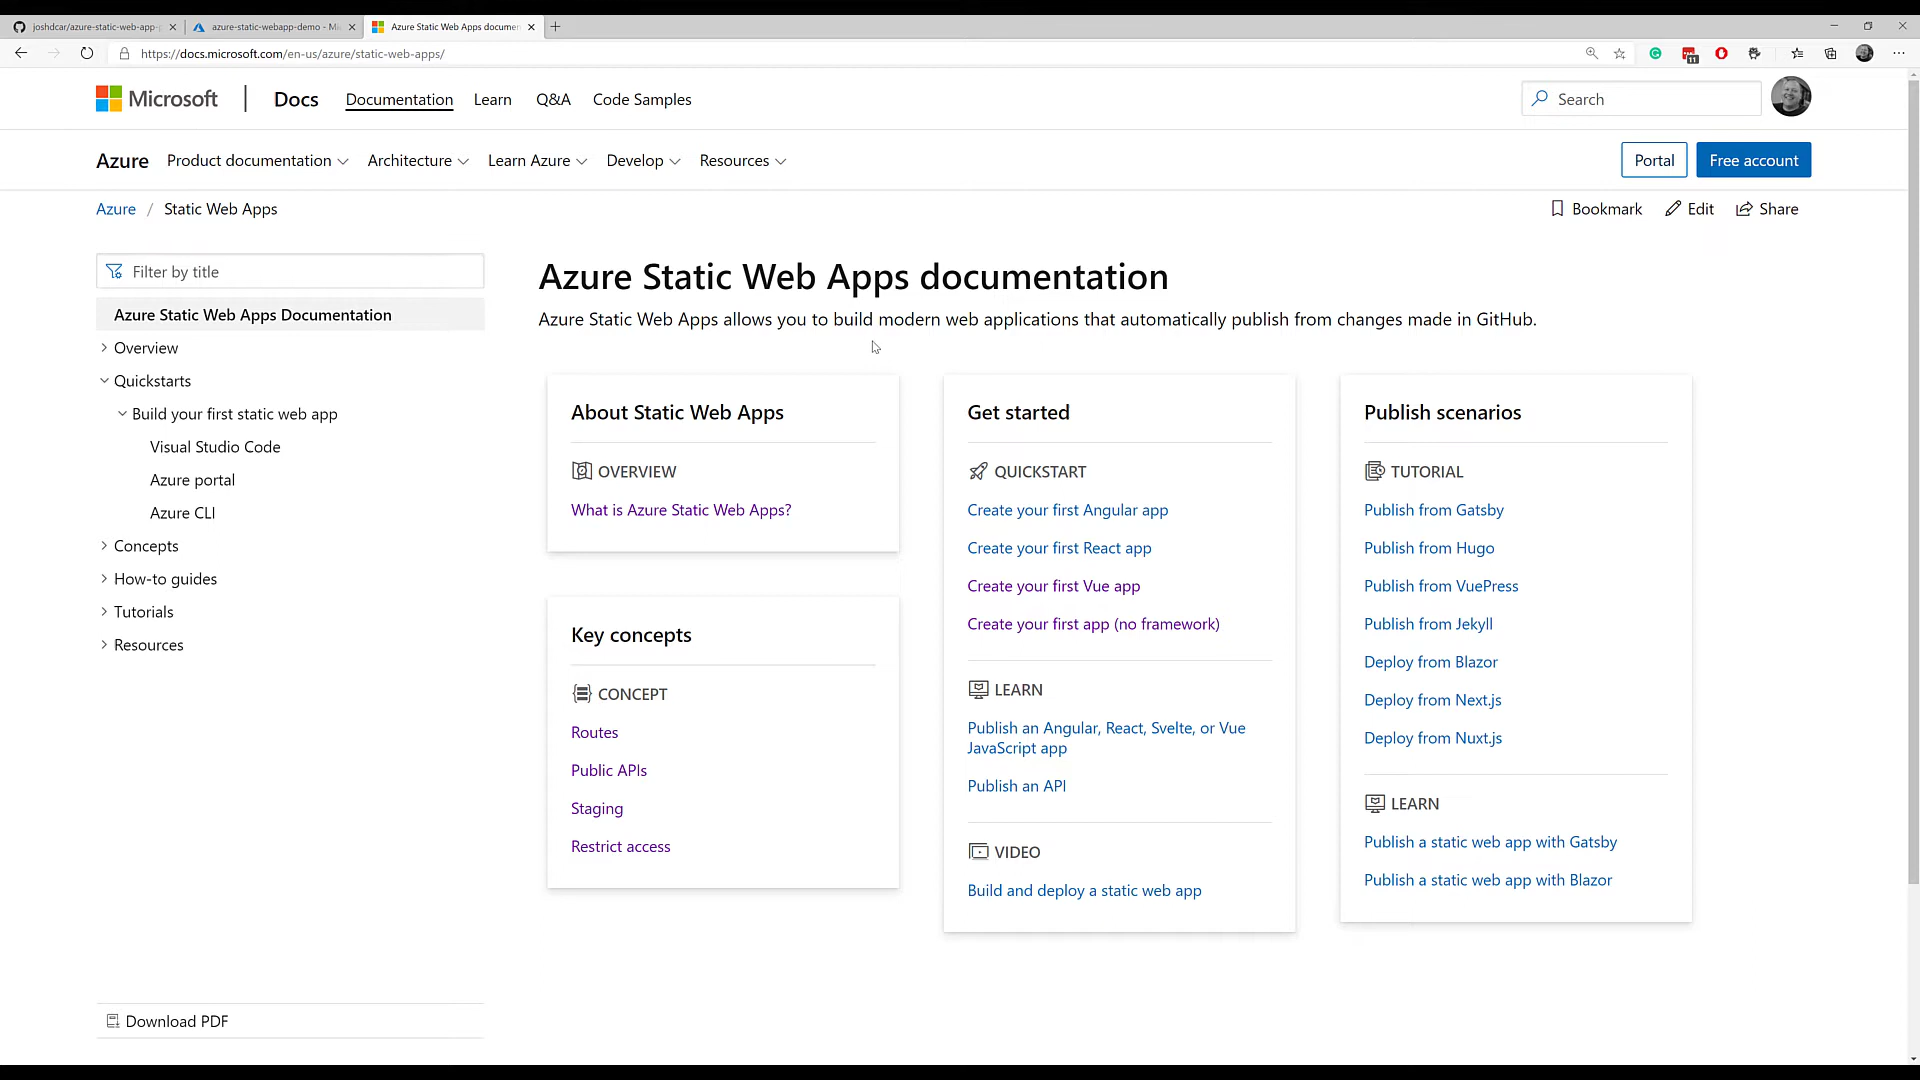 joshdcar/azure-static-web-app-
azure-static-webapp-demo - Mi
Azure Static Web Apps documen
https://docs.microsoft.com/en-us/azure/static-web-apps/
11
Microsoft
Docs
Documentation
Learn
Q&A
Code Samples
Search
Azure
Product documentation
Architecture
Learn Azure
Develop
Resources
Portal
Free account
Azure / Static Web Apps
Bookmark
Edit
Share
Filter by title
Azure Static Web Apps Documentation
Overview
Quickstarts
Build your first static web app
Visual Studio Code
Azure portal
Azure CLI
Concepts
How-to guides
Tutorials
Resources
Download PDF
Azure Static Web Apps documentation
Azure Static Web Apps allows you to build modern web applications that automatically publish from changes made in GitHub.
About Static Web Apps
OVERVIEW
What is Azure Static Web Apps?
Key concepts
CONCEPT
Routes
Public APIs
Staging
Restrict access
Get started
QUICKSTART
Create your first Angular app
Create your first React app
Create your first Vue app
Create your first app (no framework)
LEARN
Publish an Angular, React, Svelte, or Vue
JavaScript app
Publish an API
VIDEO
Build and deploy a static web app
Publish scenarios
TUTORIAL
Publish from Gatsby
Publish from Hugo
Publish from VuePress
Publish from Jekyll
Deploy from Blazor
Deploy from Next.js
Deploy from Nuxt.js
LEARN
Publish a static web app with Gatsby
Publish a static web app with Blazor